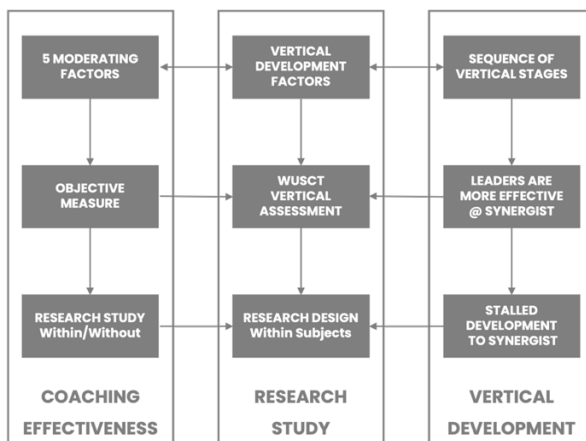 5 MODERATING
FACTORS
VERTICAL
DEVELOPMENT
FACTORS
SEQUENCE OF
VERTICAL STAGES
OBJECTIVE
MEASURE
WUSCT
VERTICAL
ASSESSMENT
LEADERS ARE
MORE EFFECTIVE
@ SYNERGIST
RESEARCH STUDY
Within/Without
RESEARCH DESIGN
Within Subjects
STALLED
DEVELOPMENT
TO SYNERGIST
COACHING
EFFECTIVENESS
RESEARCH
STUDY
VERTICAL
DEVELOPMENT